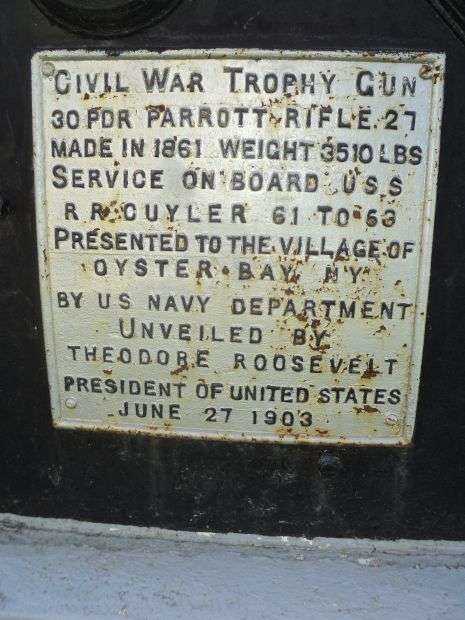 CIVIL WAR TROPHY GUN
30 PDR PARROTT RIFLE 27
MADE IN 1861 WEIGHT 3510 LBS
SERVICE ON BOARD U.S.S
R.R. CUYLER 61 TO 63
PRESENTED TO THE VILLAGE OF
OYSTER BAY NY
BY US NAVY DEPARTMENT
UNVEILED BY
THEODORE ROOSEVELT
PRESIDENT OF UNITED STATES
JUNE 27 1903